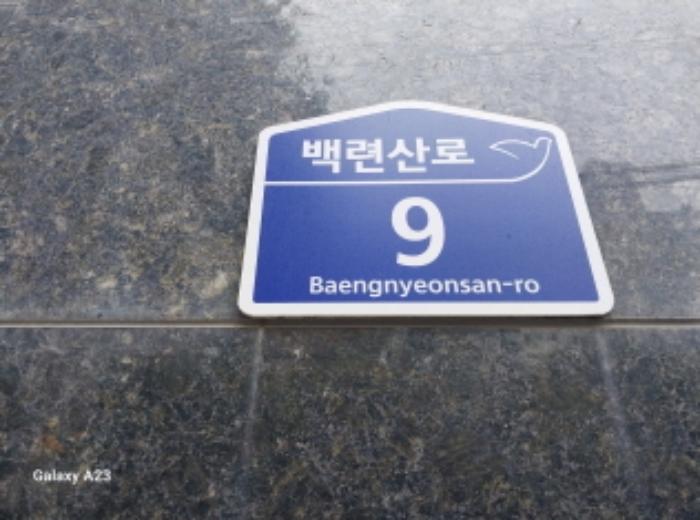 백련산로
9
Baengnyeonsan-ro
Galaxy A23